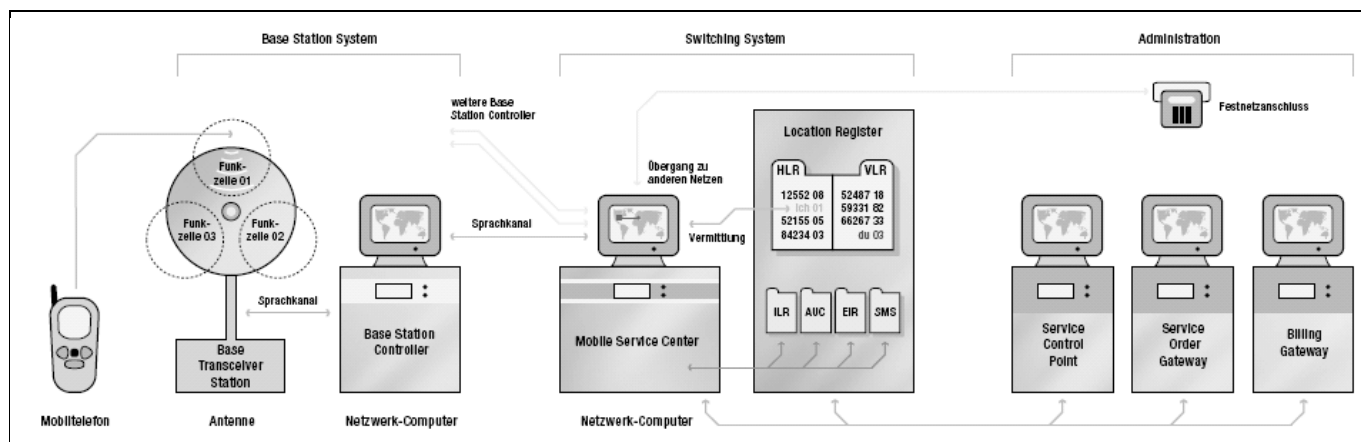 Base Station System
Switching System
Administration
weitere Base
Station Controller
Festnetzanschluss
Location Register
Funk-
zelle 01
Übergang zu
anderen Netzen
HLR
VLR
12552 08
52487 18
ich 01
59331 82
52155 05
66267 33
84234 03
du 03
Funk-
zelle 03
Funk-
zelle 02
Sprachkanal
Vermittlung
Sprachkanal
ILR
AUC
EIR
SMS
Base
Transceiver
Station
Base Station
Controller
Mobile Service Center
Service
Control
Point
Service
Order
Gateway
Billing
Gateway
Mobiltelefon
Antenne
Netzwerk-Computer
Netzwerk-Computer